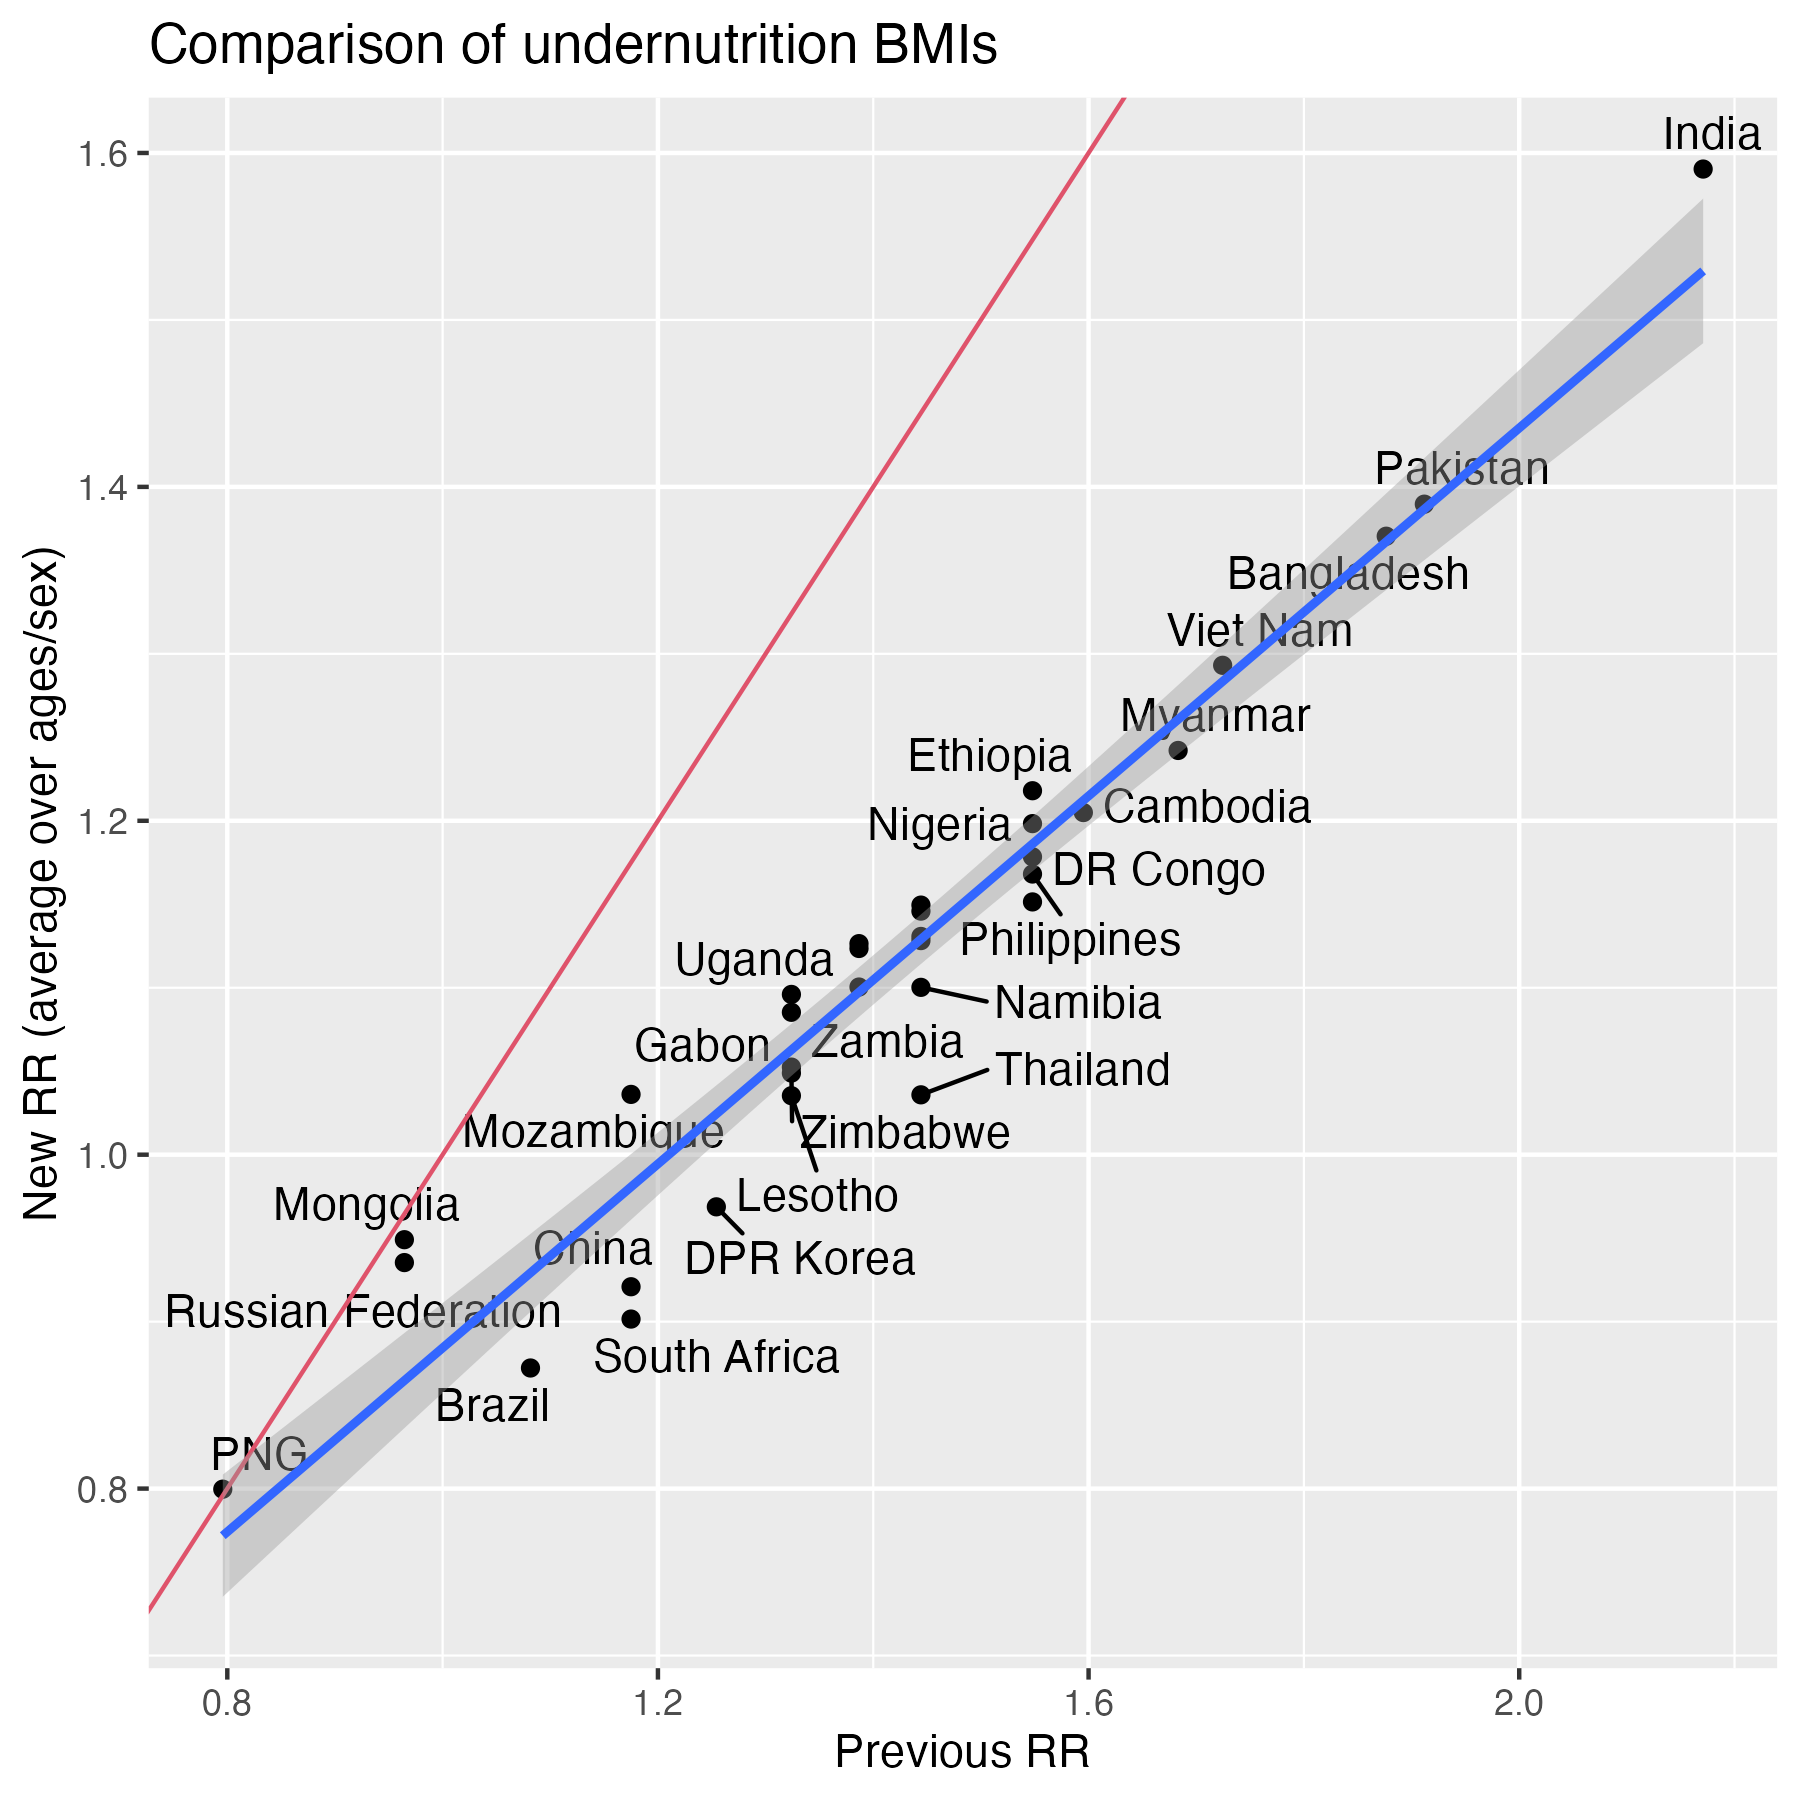 Comparison of undernutrition BMIs
New RR (average over ages/sex)
1.6
1.4
1.2
1.0
0.8
India
Pakistan
Bangladesh
Viet Nam
Myanmar
Ethiopia
Cambodia
Nigeria
DR Congo
Philippines
Uganda
Namibia
Gabon
Zambia
Thailand
Mozambique
Zimbabwe
Mongolia
Lesotho
China
DPR Korea
Russian Federation
South Africa
Brazil
PNG
0.8
1.2
1.6
2.0
Previous RR